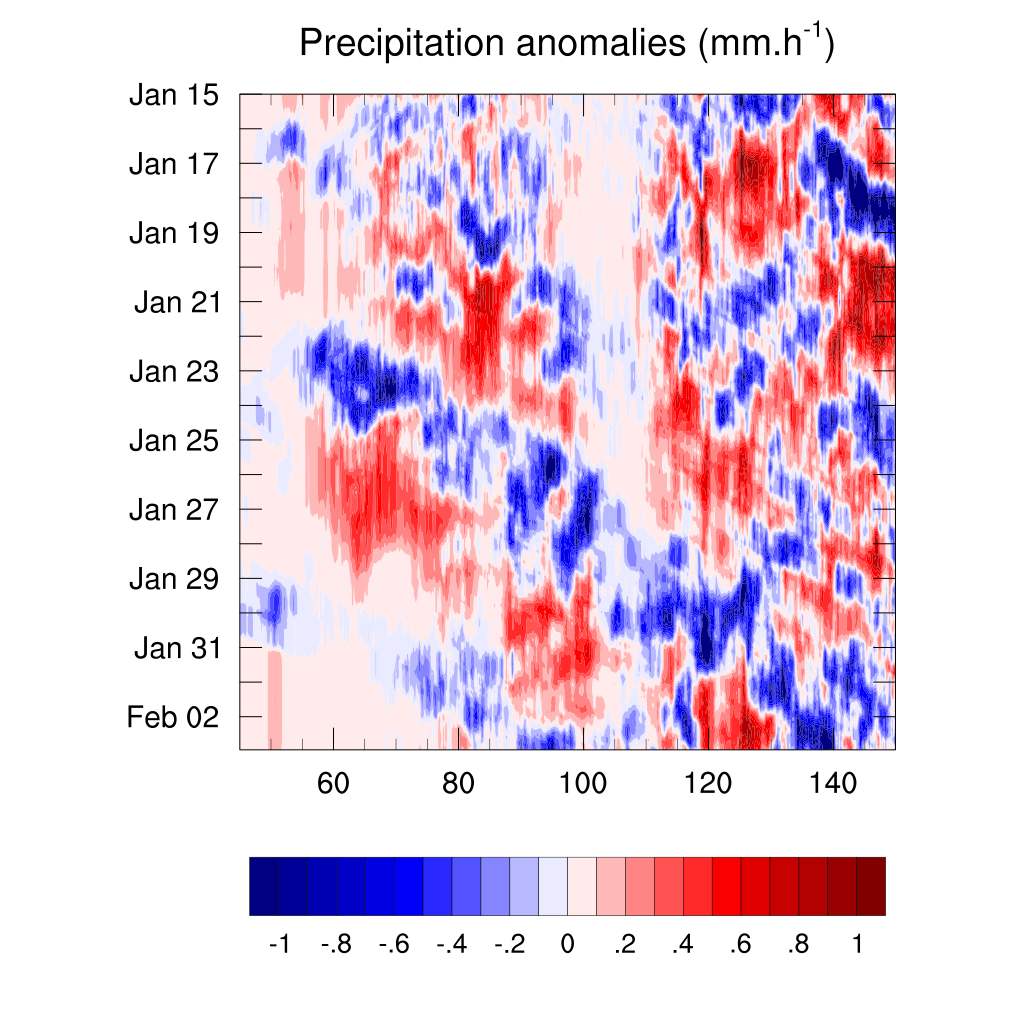 Precipitation anomalies (mm.h-1)
Jan 15
Jan 17
Jan 19
Jan 21
Jan 23
Jan 25
Jan 27
Jan 29
Jan 31
Feb 02
60 80 100 120 140
-1 -.8 -.6 -.4 -.2 0 .2 .4 .6 .8 1